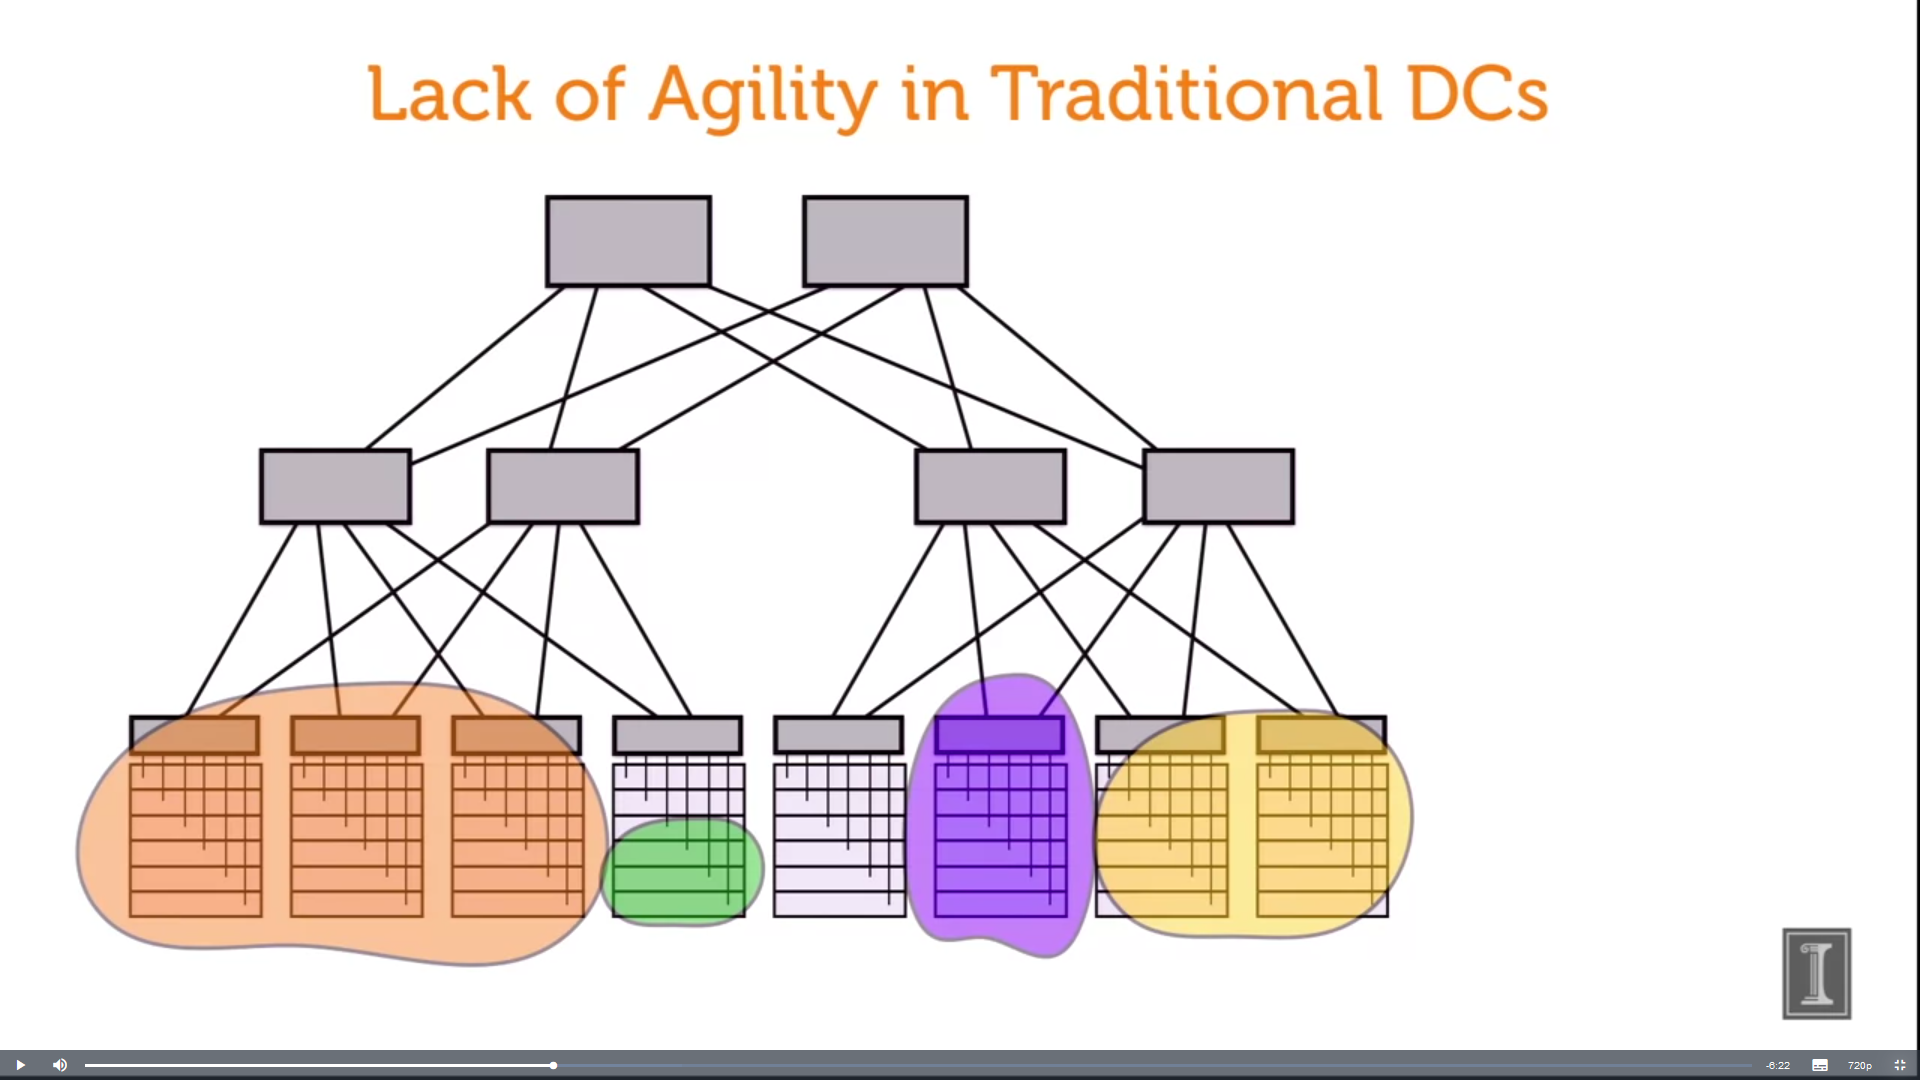 Lack of Agility in Traditional DCs
I
-6:22 720p